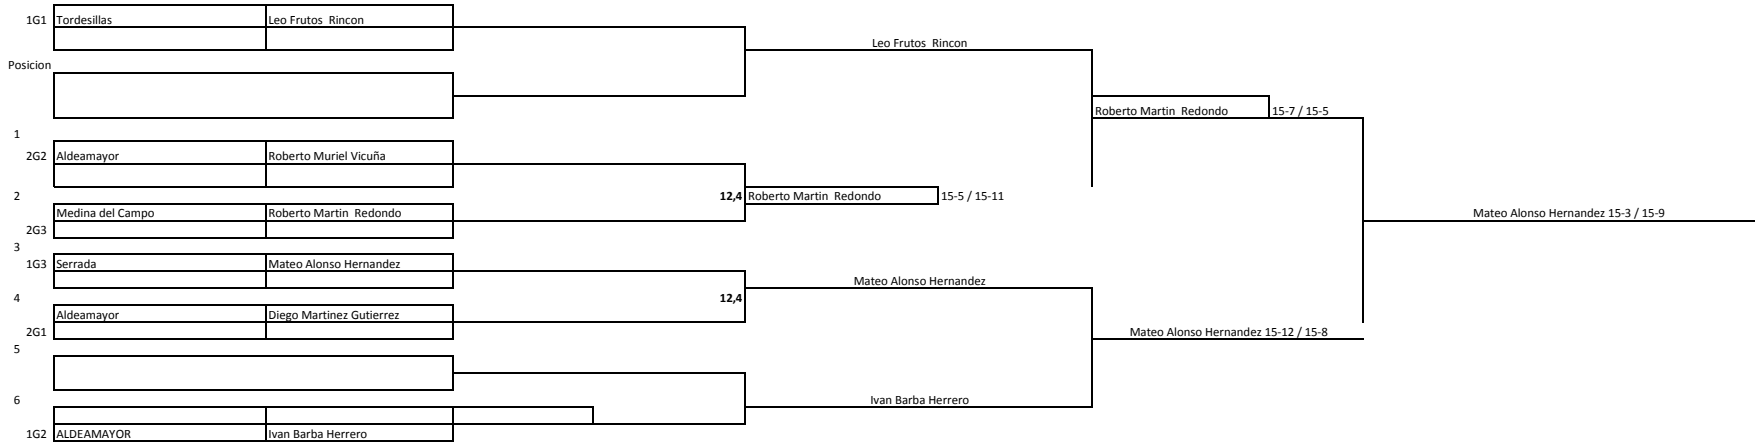 1G1 Tordesillas Leo Frutos Rincon
Leo Frutos Rincon
Posicion
Roberto Martin Redondo 15-7 / 15-5
1
2G2 Aldeamayor Roberto Muriel Vicuña
2 12,4 Roberto Martin Redondo 15-5 / 15-11
Medina del Campo Roberto Martin Redondo
Mateo Alonso Hernandez 15-3 / 15-9
2G3
3
1G3 Serrada Mateo Alonso Hernandez
Mateo Alonso Hernandez
4 12,4
Aldeamayor Diego Martinez Gutierrez
2G1
Mateo Alonso Hernandez 15-12 / 15-8
5
6
Ivan Barba Herrero
1G2 ALDEAMAYOR Ivan Barba Herrero